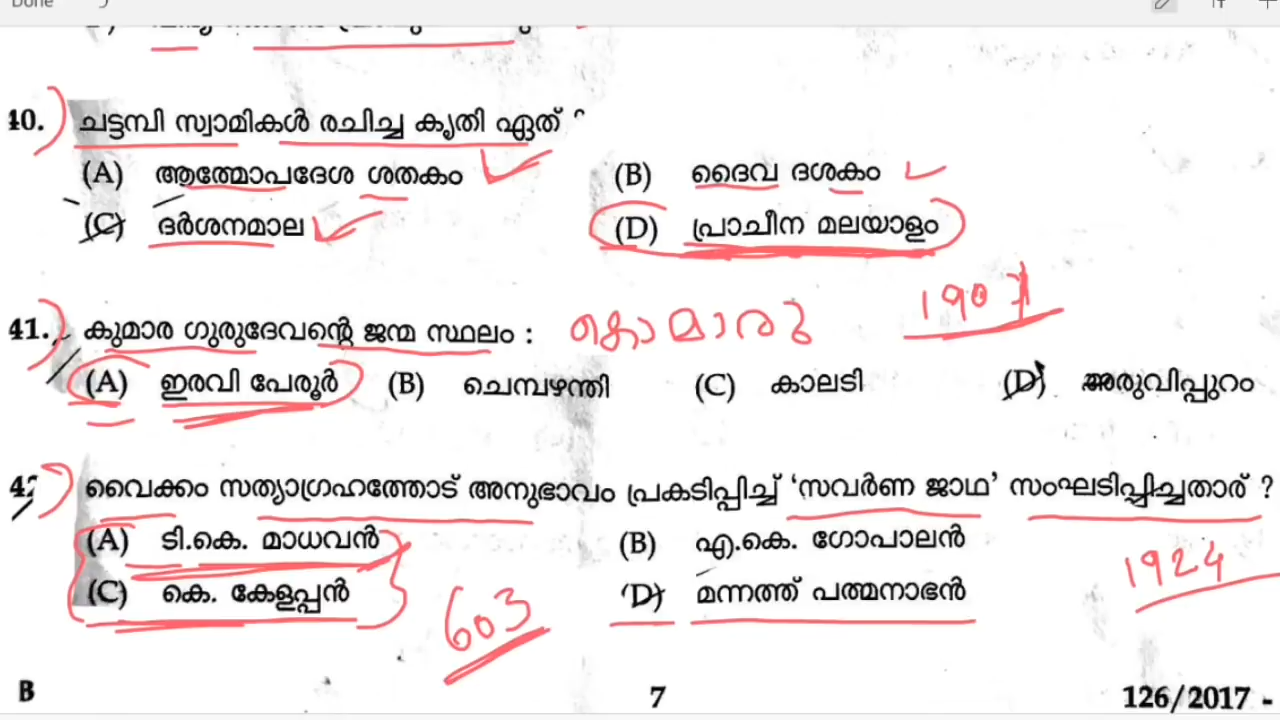 Done
40. ചട്ടമ്പി സ്വാമികൾ രചിച്ച കൃതി ഏത് ?
(A) ആത്മോപദേശ ശതകം (B) ദൈവ ദശകം
(C) ദർശനമാല (D) പ്രാചീന മലയാളം
1907
41. കുമാര ഗുരുദേവന്റെ ജന്മ സ്ഥലം :
(A) ഇരവി പേരൂർ (B) ചെമ്പഴന്തി (C) കാലടി (D) അരുവിപ്പുറം
42. വൈക്കം സത്യാഗ്രഹത്തോട് അനുഭാവം പ്രകടിപ്പിച്ച് ‘സവർണ ജാഥ’ സംഘടിപ്പിച്ചതാര് ?
(A) ടി.കെ. മാധവൻ (B) എ.കെ. ഗോപാലൻ
1924
(C) കെ. കേളപ്പൻ (D) മന്നത്ത് പത്മനാഭൻ
603
B 7 126/2017 -